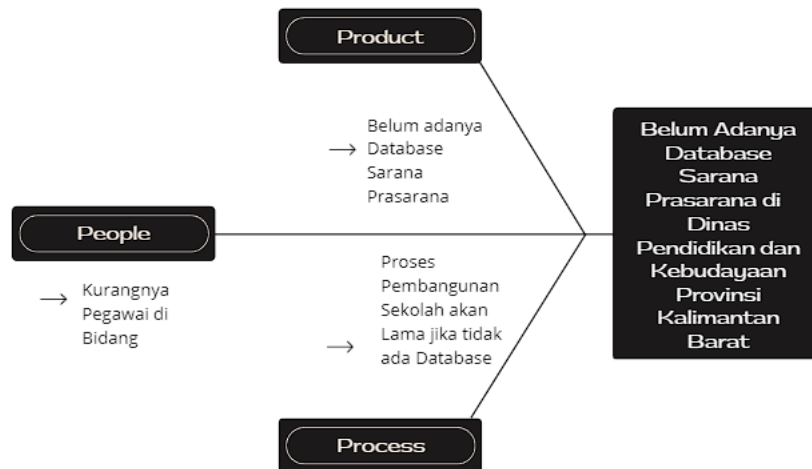 Product
Belum adanya
Database
Sarana
Prasarana
People
Kurangnya
Pegawai di
Bidang
Proses
Pembangunan
Sekolah akan
Lama jika tidak
ada Database
Process
Belum Adanya
Database
Sarana
Prasarana di
Dinas
Pendidikan dan
Kebudayaan
Provinsi
Kalimantan
Barat